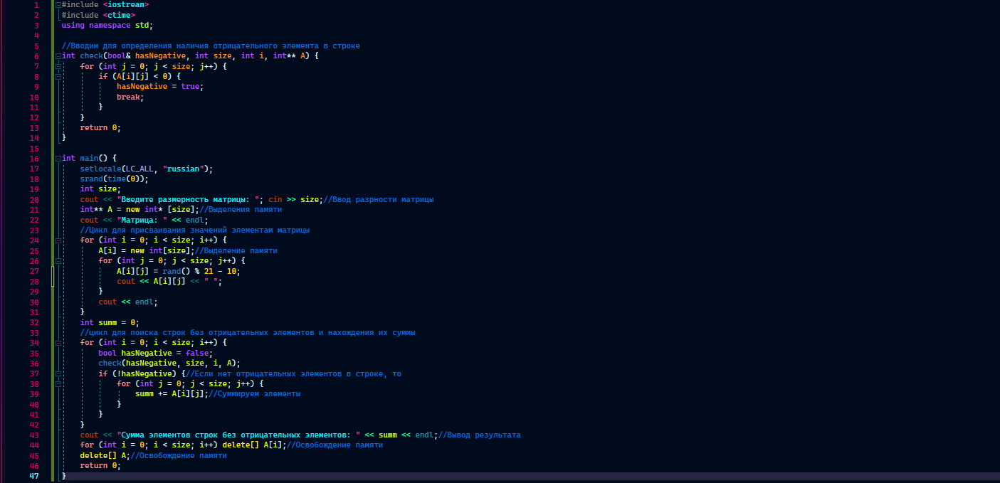 1 #include <iostream>
2 #include <ctime>
3 using namespace std;
4
5 //Вводим для определения наличия отрицательного элемента в строке
6 int check(bool& hasNegative, int size, int i, int** A) {
7 for (int j = 0; j < size; j++) {
8 if (A[i][j] < 0) {
9 hasNegative = true;
10 break;
11 }
12 }
13 return 0;
14 }
15
16 int main() {
17 setlocale(LC_ALL, "russian");
18 srand(time(0));
19 int size;
20 cout << "Введите размерность матрицы: "; cin >> size;//Ввод разрности матрицы
21 int** A = new int* [size];//Выделения памяти
22 cout << "Матрица: " << endl;
23 //Цикл для присваивания значений элементам матрицы
24 for (int i = 0; i < size; i++) {
25 A[i] = new int[size];//Выделение памяти
26 for (int j = 0; j < size; j++) {
27 A[i][j] = rand() % 21 - 10;
28 cout << A[i][j] << " ";
29 }
30 cout << endl;
31 }
32 int summ = 0;
33 //цикл для поиска строк без отрицательных элементов и нахождения их суммы
34 for (int i = 0; i < size; i++) {
35 bool hasNegative = false;
36 check(hasNegative, size, i, A);
37 if (!hasNegative) {//Если нет отрицательных элементов в строке, то
38 for (int j = 0; j < size; j++) {
39 summ += A[i][j];//Суммируем элементы
40 }
41 }
42 }
43 cout << "Сумма элементов строк без отрицательных элементов: " << summ << endl;//Вывод результата
44 for (int i = 0; i < size; i++) delete[] A[i];//Освобождение памяти
45 delete[] A;//Освобождение памяти
46 return 0;
47 }